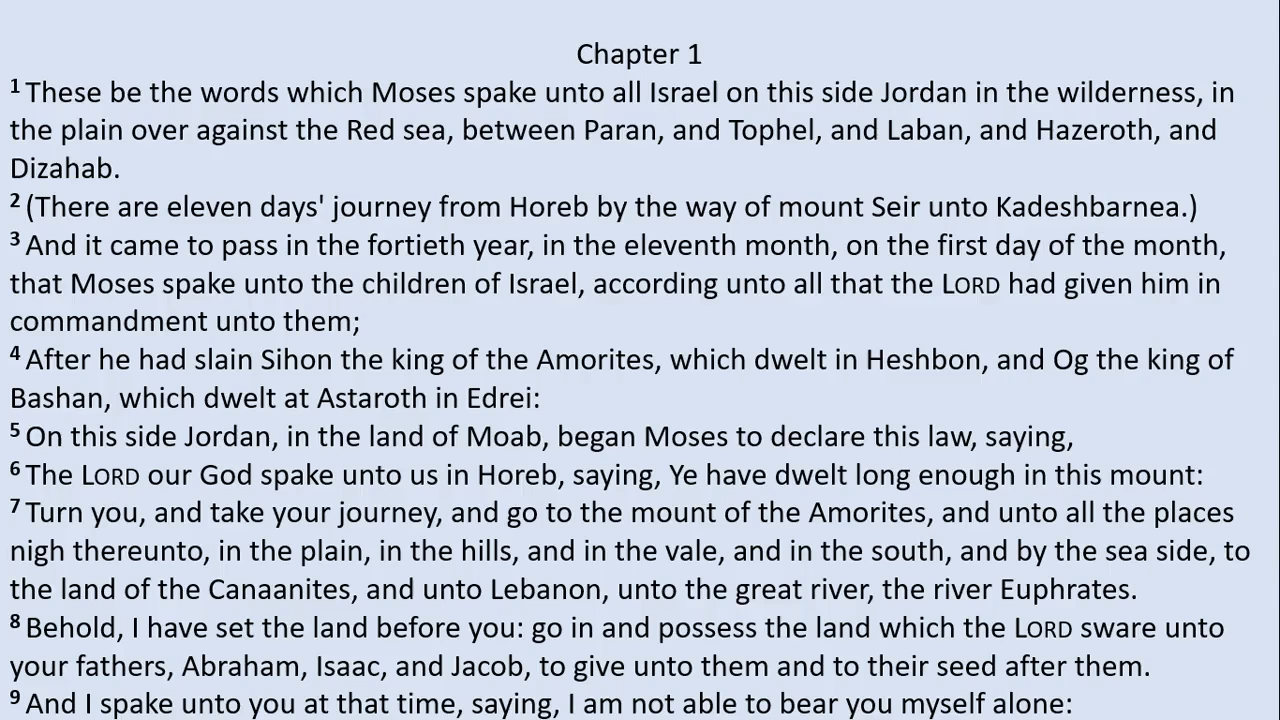 Chapter 1
1 These be the words which Moses spake unto all Israel on this side Jordan in the wilderness, in
the plain over against the Red sea, between Paran, and Tophel, and Laban, and Hazeroth, and
Dizahab.
2 (There are eleven days' journey from Horeb by the way of mount Seir unto Kadeshbarnea.)
3 And it came to pass in the fortieth year, in the eleventh month, on the first day of the month,
that Moses spake unto the children of Israel, according unto all that the LORD had given him in
commandment unto them;
4 After he had slain Sihon the king of the Amorites, which dwelt in Heshbon, and Og the king of
Bashan, which dwelt at Astaroth in Edrei:
5 On this side Jordan, in the land of Moab, began Moses to declare this law, saying,
6 The LORD our God spake unto us in Horeb, saying, Ye have dwelt long enough in this mount:
7 Turn you, and take your journey, and go to the mount of the Amorites, and unto all the places
nigh thereunto, in the plain, in the hills, and in the vale, and in the south, and by the sea side, to
the land of the Canaanites, and unto Lebanon, unto the great river, the river Euphrates.
8 Behold, I have set the land before you: go in and possess the land which the LORD sware unto
your fathers, Abraham, Isaac, and Jacob, to give unto them and to their seed after them.
9 And I spake unto you at that time, saying, I am not able to bear you myself alone: